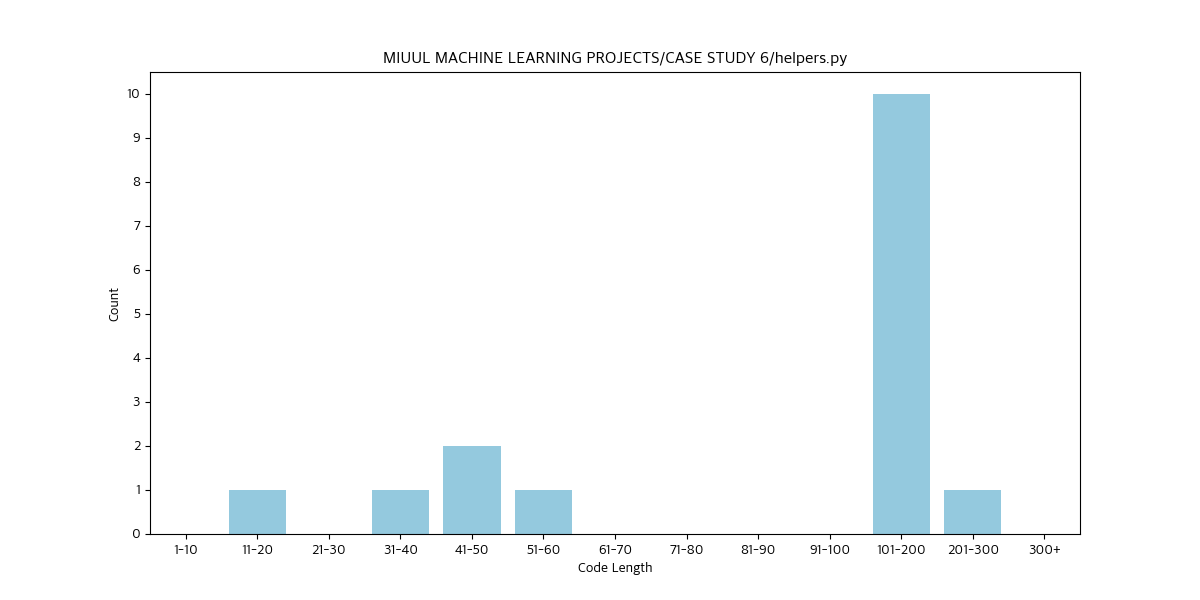 MIUUL MACHINE LEARNING PROJECTS/CASE STUDY 6/helpers.py
10
9
8
7
6
5
4
3
2
1
0
Count
1-10 11-20 21-30 31-40 41-50 51-60 61-70 71-80 81-90 91-100 101-200 201-300 300+
Code Length